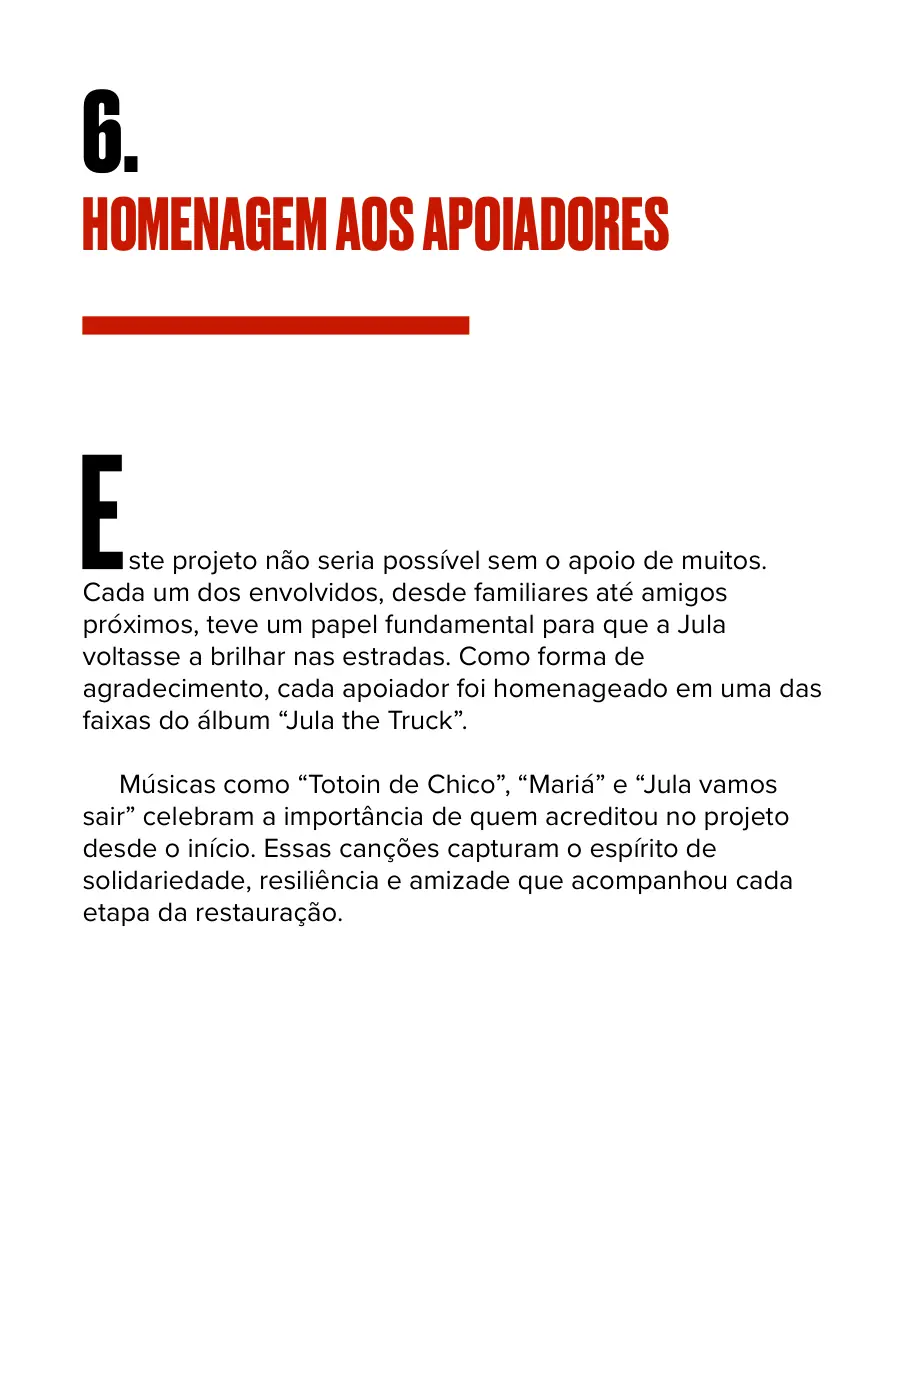 6.
HOMENAGEM AOS APOIADORES
Este projeto não seria possível sem o apoio de muitos.
Cada um dos envolvidos, desde familiares até amigos
próximos, teve um papel fundamental para que a Jula
voltasse a brilhar nas estradas. Como forma de
agradecimento, cada apoiador foi homenageado em uma das
faixas do álbum “Jula the Truck”.
Músicas como “Totoin de Chico”, “Mariá” e “Jula vamos
sair” celebram a importância de quem acreditou no projeto
desde o início. Essas canções capturam o espírito de
solidariedade, resiliência e amizade que acompanhou cada
etapa da restauração.